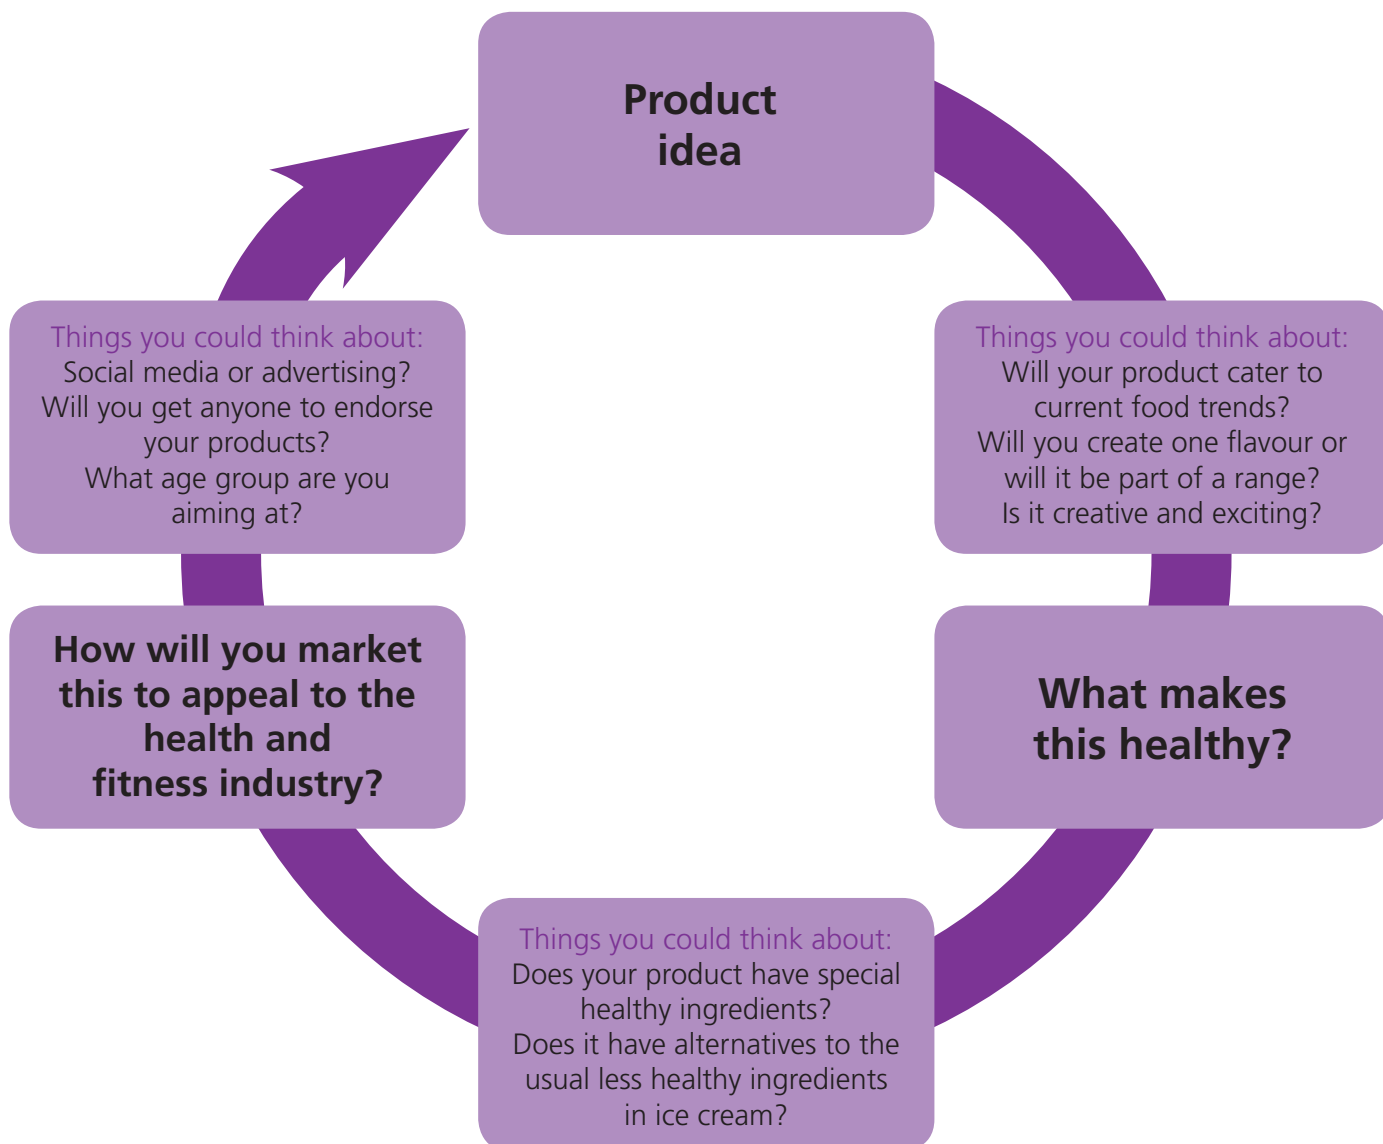 Product
idea
Things you could think about:
Will your product cater to
current food trends?
Will you create one flavour or
will it be part of a range?
Is it creative and exciting?
What makes
this healthy?
Things you could think about:
Does your product have special
healthy ingredients?
Does it have alternatives to the
usual less healthy ingredients
in ice cream?
How will you market
this to appeal to the
health and
fitness industry?
Things you could think about:
Social media or advertising?
Will you get anyone to endorse
your products?
What age group are you
aiming at?